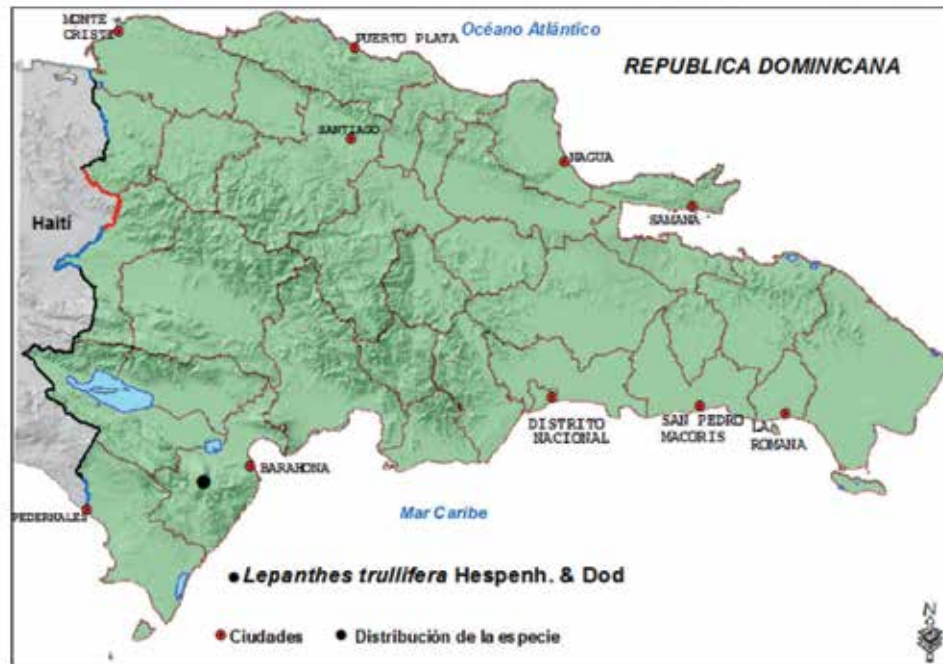 MONTE
CRISTI
PUERTO PLATA
Océano Atlántico
REPUBLICA DOMINICANA
SANTIAGO
NAGUA
SAMANA
Haití
DISTRITO
NACIONAL
SAN PEDRO
MACORIS
LA
ROMANA
BARAHONA
PEDERNALES
Mar Caribe
Lepanthes trullifera Hespenh. & Dod
Ciudades
Distribución de la especie
N